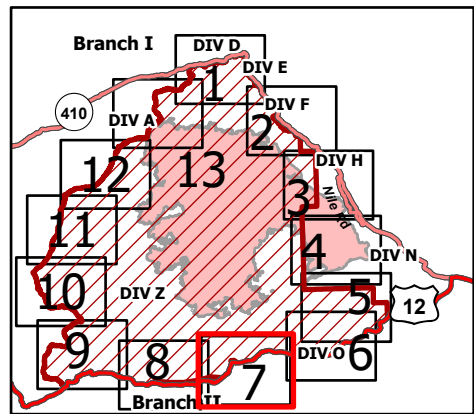 Branch I
DIV D
1
DIV E
410
DIV A
DIV F
2
12
13
DIV H
3
Nile Rd
11
4
DIV N
10
DIV Z
5
12
9
8
7
DIV O
6
Branch II